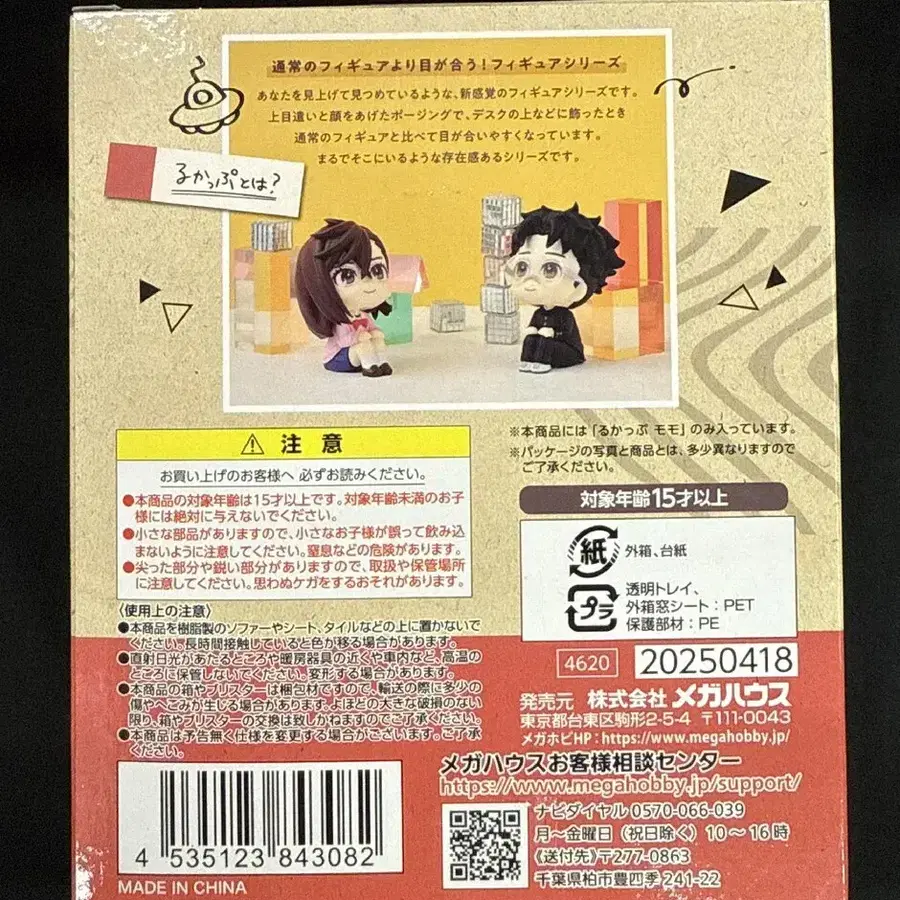 通常のフィギュアより目が合う！フィギュアシリーズ
あなたを見上げて見つめているような、新感覚のフィギュアシリーズです。
上目遣いと顔をあげたポージングで、デスクの上などに飾ったとき
通常のフィギュアと比べて目が合いやすくなっています。
まるでそこにいるような存在感あるシリーズです。
るかっぷとは?
※本商品には「るかっぷ モモ」のみ入っています。
※パッケージの写真と商品とは、多少異なりますので
ご了承ください。
⚠ 注意
お買い上げのお客様へ 必ずお読みください。
●本商品の対象年齢は15才以上です。対象年齢未満のお子
様には絶対に与えないでください。
●小さな部品がありますので、小さなお子様が誤って飲み込
まないように注意してください。窒息などの危険があります。
●尖った部分や鋭い部分がありますので、取扱や保管場所
に注意してください。思わぬケガをするおそれがあります。
〈使用上の注意〉
●本商品を樹脂製のソファーやシート、タイルなどの上に置かないで
ください。長時間接触していると色が移る場合があります。
●直射日光があたるところや暖房器具の近くや車内など、高温の
ところに保管しないでください。変形する場合があります。
●本商品の箱やブリスターは梱包材ですので、輸送の際に多少の
傷やへこみが生じる場合があります。よほどの大きな破損のない
限り、箱やブリスターの交換は致しかねますのでご了承ください。
●本商品は予告無く仕様を変更する場合がございます。ご了承
ください。
対象年齢15才以上
紙
外箱、台紙
プラ
透明トレイ、
外箱窓シート：PET
保護部材：PE
4620
20250418
発売元 株式会社 メガハウス
東京都台東区駒形2-5-4 〒111-0043
メガホビHP：https://www.megahobby.jp/
メガハウスお客様相談センター
https://www.megahobby.jp/support/
ナビダイヤル 0570-066-039
月〜金曜日（祝日除く）10〜16時
《送付先》〒277-0863
千葉県柏市豊四季241-22
4 535123 843082
MADE IN CHINA